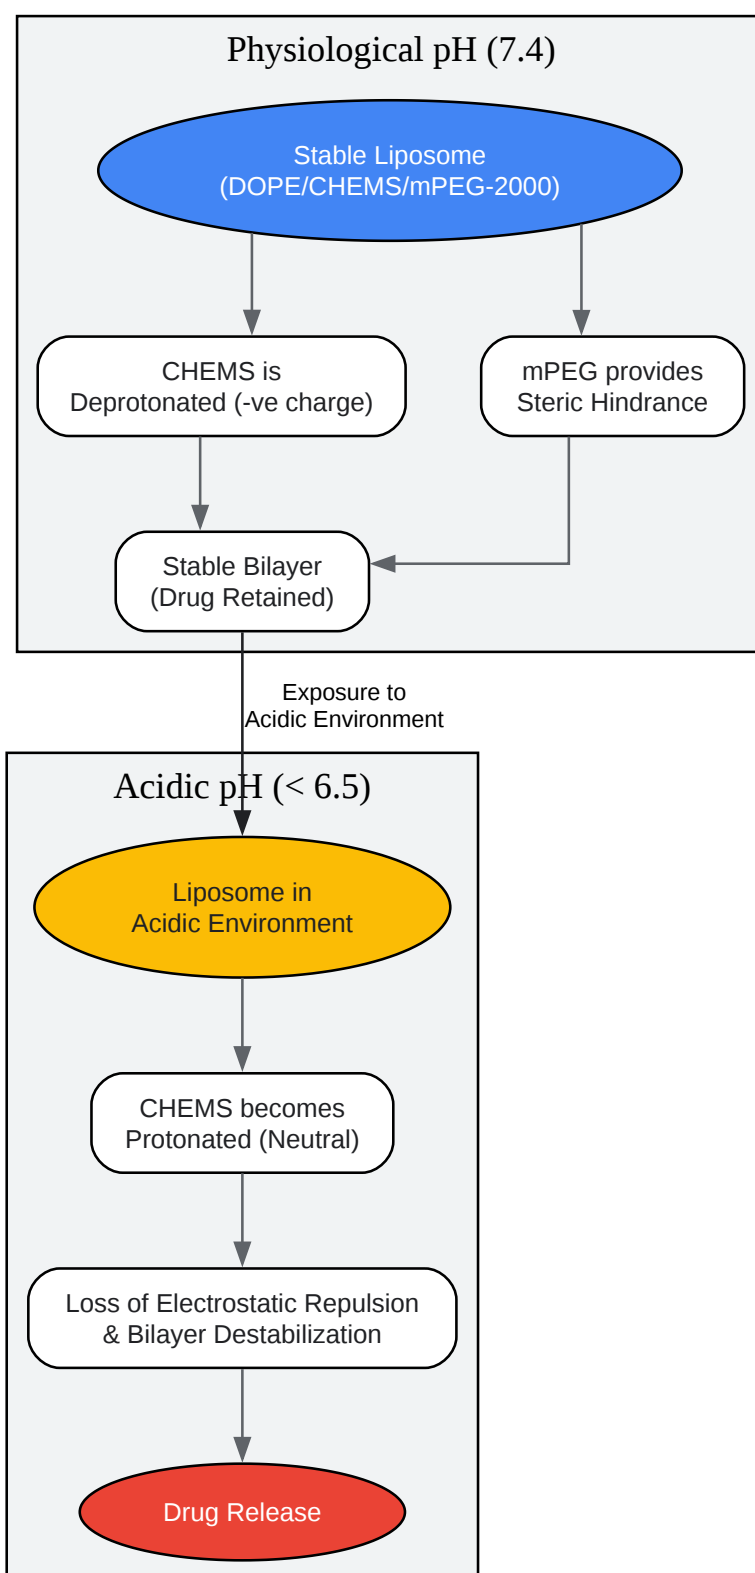 Physiological pH (7.4)
Stable Liposome
(DOPE/CHEMS/mPEG-2000)
CHEMS is
Deprotonated (-ve charge)
mPEG provides
Steric Hindrance
Stable Bilayer
(Drug Retained)
Exposure to
Acidic Environment
Acidic pH (< 6.5)
Liposome in
Acidic Environment
CHEMS becomes
Protonated (Neutral)
Loss of Electrostatic Repulsion
& Bilayer Destabilization
Drug Release